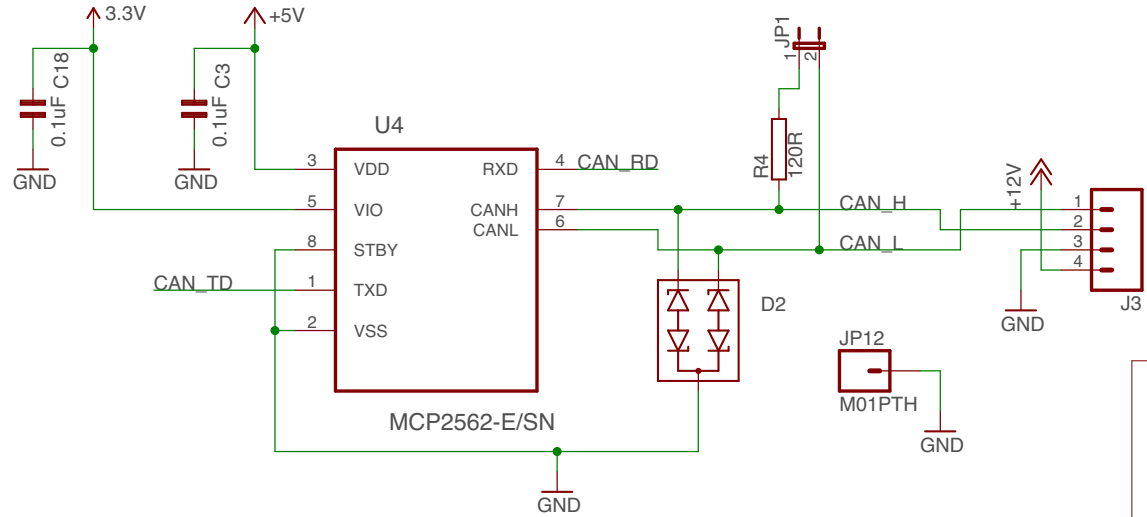 3.3V
+5V
C18
0.1uF
C3
0.1uF
GND
GND
JP1
1
2
R4
120R
U4
3
VDD
RXD
4
CAN_RD
5
VIO
CANH
7
CAN_H
8
STBY
CANL
6
CAN_L
CAN_TD
1
TXD
2
VSS
MCP2562-E/SN
GND
D2
+12V
1
2
3
4
J3
GND
JP12
M01PTH
GND